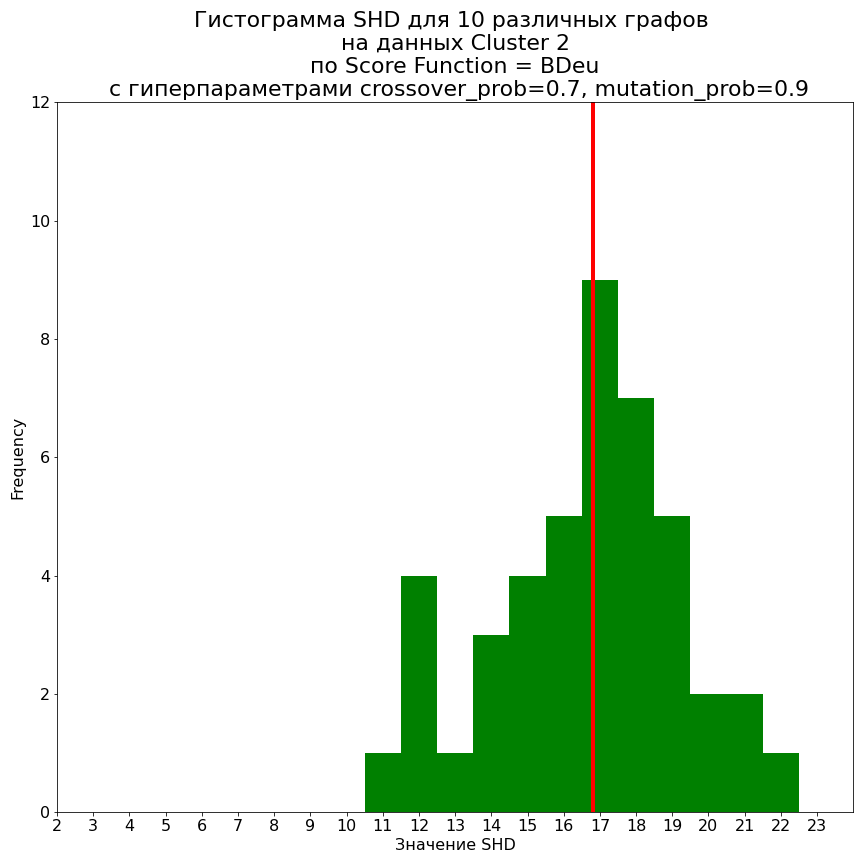 Гистограмма SHD для 10 различных графов
на данных Cluster 2
по Score Function = BDeu
с гиперпараметрами crossover_prob=0.7, mutation_prob=0.9
12
10
8
6
4
2
0
Frequency
2 3 4 5 6 7 8 9 10 11 12 13 14 15 16 17 18 19 20 21 22 23
Значение SHD